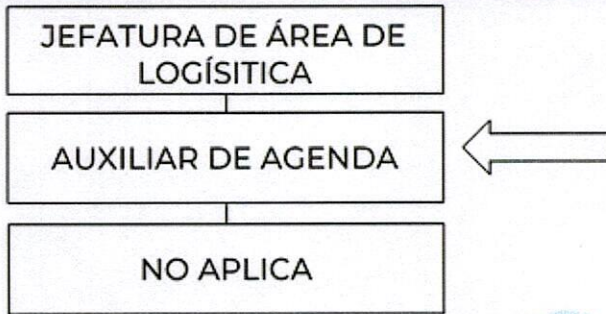 JEFATURA DE ÁREA DE
LOGÍSITICA
AUXILIAR DE AGENDA
NO APLICA